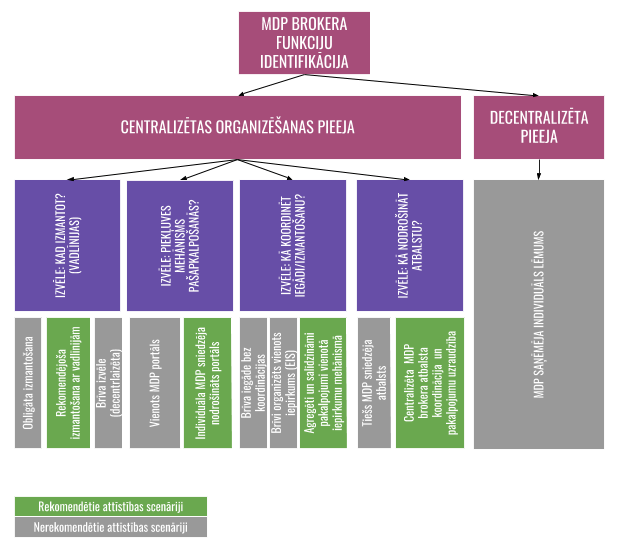 MDP BROKERA
FUNKCIJU
IDENTIFIKĀCIJA
CENTRALIZĒTAS ORGANIZĒŠANAS PIEEJA
DECENTRALIZĒTA
PIEEJA
IZVĒLE: KAD IZMANTOT?
(VADLĪNIJAS)
IZVĒLE: PIEKĻUVES
MEHĀNISMS
PAŠAPKALPOŠANĀS?
IZVĒLE: KĀ KOORDINĒT
IEGĀDI/IZMANTOŠANU?
IZVĒLE: KĀ NODROŠINĀT
ATBALSTU?
MDP SAŅĒMĒJA INDIVIDUĀLS LĒMUMS
Obligāta izmantošana
Rekomendējoša
izmantošana ar vadlīnijām
Brīva izvēle
(decentrlaizēta)
Vienots MDP portāls
Individuāla MDP sniedzēja
nodrošināts portāls
Brīva iegāde bez
koordinācijas
Brīvi organizēts vienots
iepirkums (EIS)
Agregēti un salīdzināmi
pakalpojumi vienotā
iepirkumu mehānismā
Tiešs MDP sniedzēja
atbalsts
Centralizēta MDP
brokera atbalsta
koordinācija un
pakalpojumu uzraudzība
Rekomendētie attīstības scenāriji
Nerekomendētie attīstības scenāriji